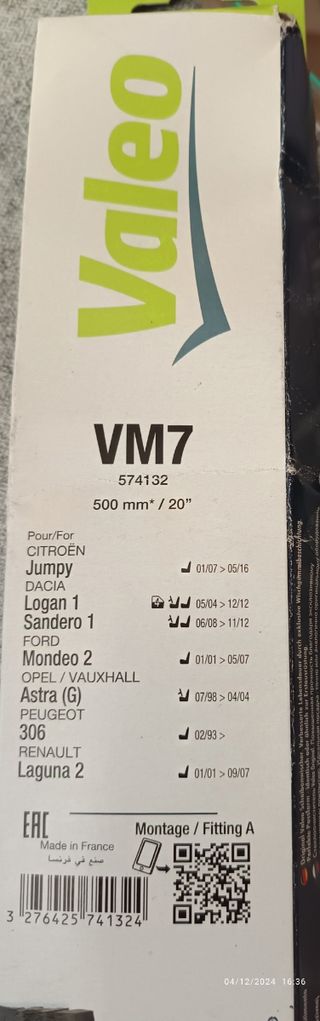 Valeo
VM7
574132
500 mm* / 20”
Pour/For
CITROËN
Jumpy 01/07 > 05/16
DACIA
Logan 1 05/04 > 12/12
Sandero 1 06/08 > 11/12
FORD
Mondeo 2 01/01 > 05/07
OPEL / VAUXHALL
Astra (G) 07/98 > 04/04
PEUGEOT
306 02/93 >
RENAULT
Laguna 2 01/01 > 09/07
EAC
Montage / Fitting A
Made in France
صنع في فرنسا
3 276425 741324
04/12/2024 16:36